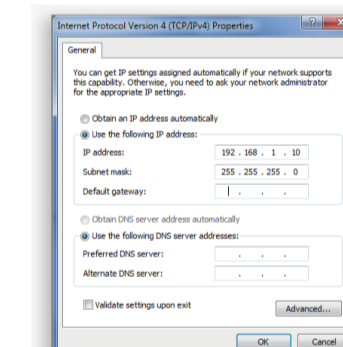 Internet Protocol Version 4 (TCP/IPv4) Properties
General
You can get IP settings assigned automatically if your network supports
this capability. Otherwise, you need to ask your network administrator
for the appropriate IP settings.
Obtain an IP address automatically
Use the following IP address:
IP address: 192 . 168 . 1 . 10
Subnet mask: 255 . 255 . 255 . 0
Default gateway: . . .
Obtain DNS server address automatically
Use the following DNS server addresses:
Preferred DNS server: . . .
Alternate DNS server: . . .
Validate settings upon exit
Advanced...
OK Cancel